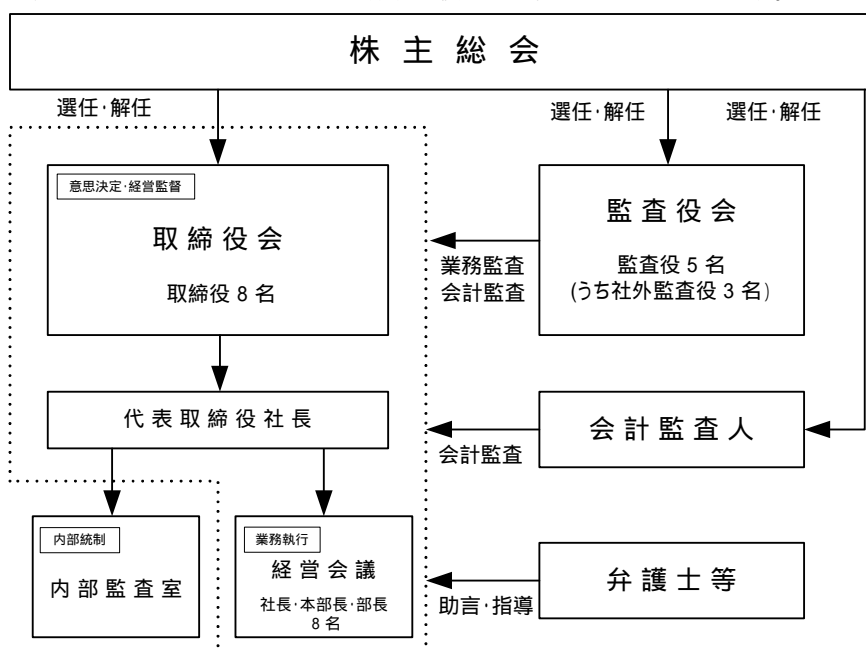 株主総会
選任・解任
選任・解任
選任・解任
意思決定・経営監督
取締役会
取締役 8 名
監査役会
監査役 5 名
(うち社外監査役 3 名)
業務監査
会計監査
代表取締役社長
会計監査人
会計監査
内部統制
内部監査室
業務執行
経営会議
社長・本部長・部長
8 名
弁護士等
助言・指導